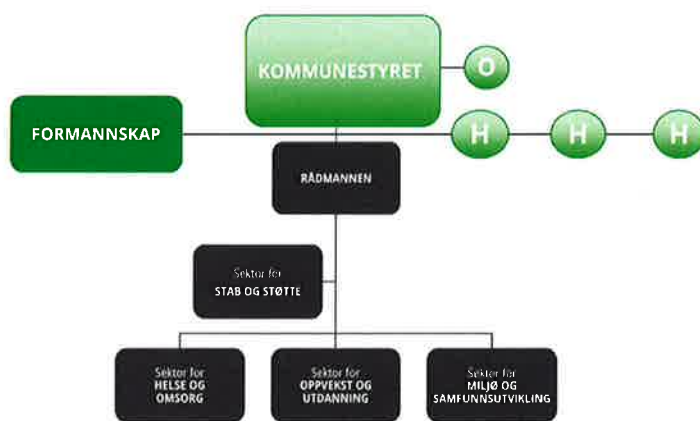 KOMMUNESTYRET
O
FORMANNSKAP
H
H
H
RÅDMANNEN
Sektor for
STAB OG STØTTE
Sektor for
HELSE OG
OMSORG
Sektor for
OPPVEKST OG
UTDANNING
Sektor for
MILJØ OG
SAMFUNNSUTVIKLING